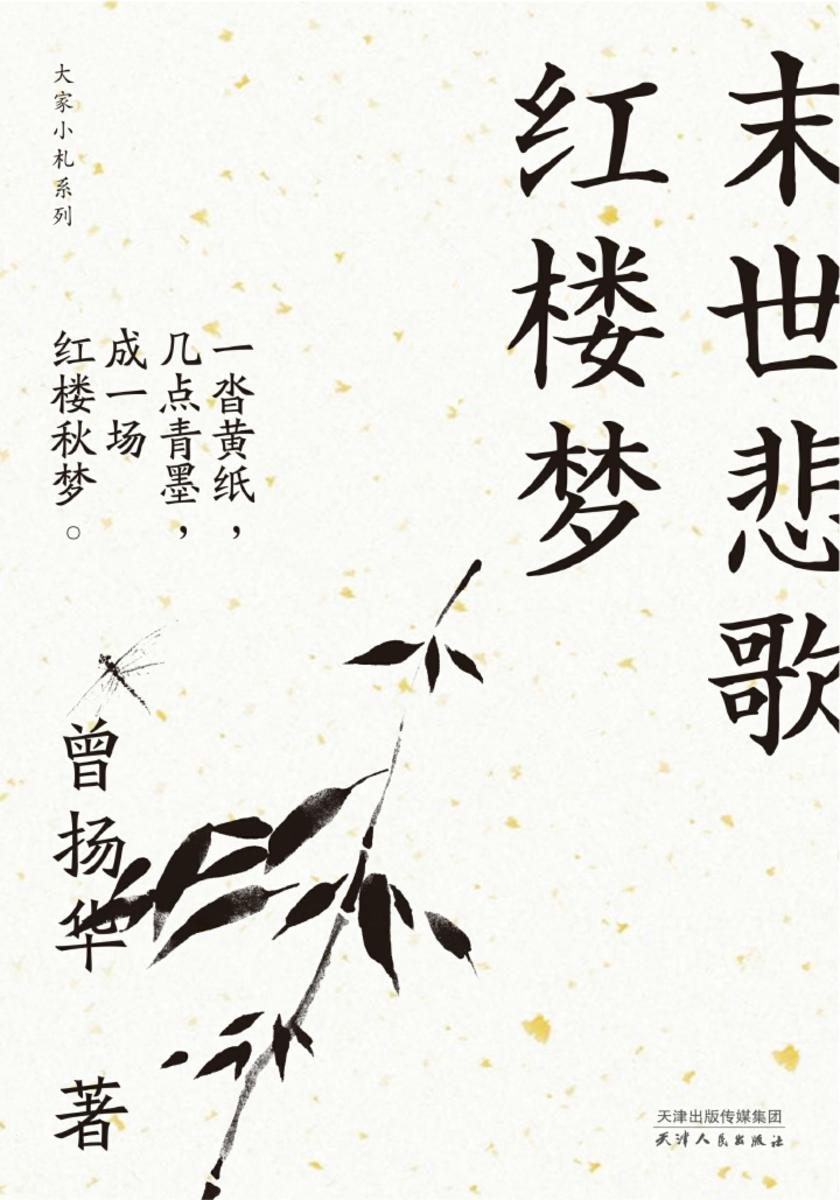 末世悲歌
红楼梦
一沓黄纸，
几点青墨，
成一场
红楼秋梦。
大家小札系列
曾扬华 著
天津出版传媒集团
天津人民出版社